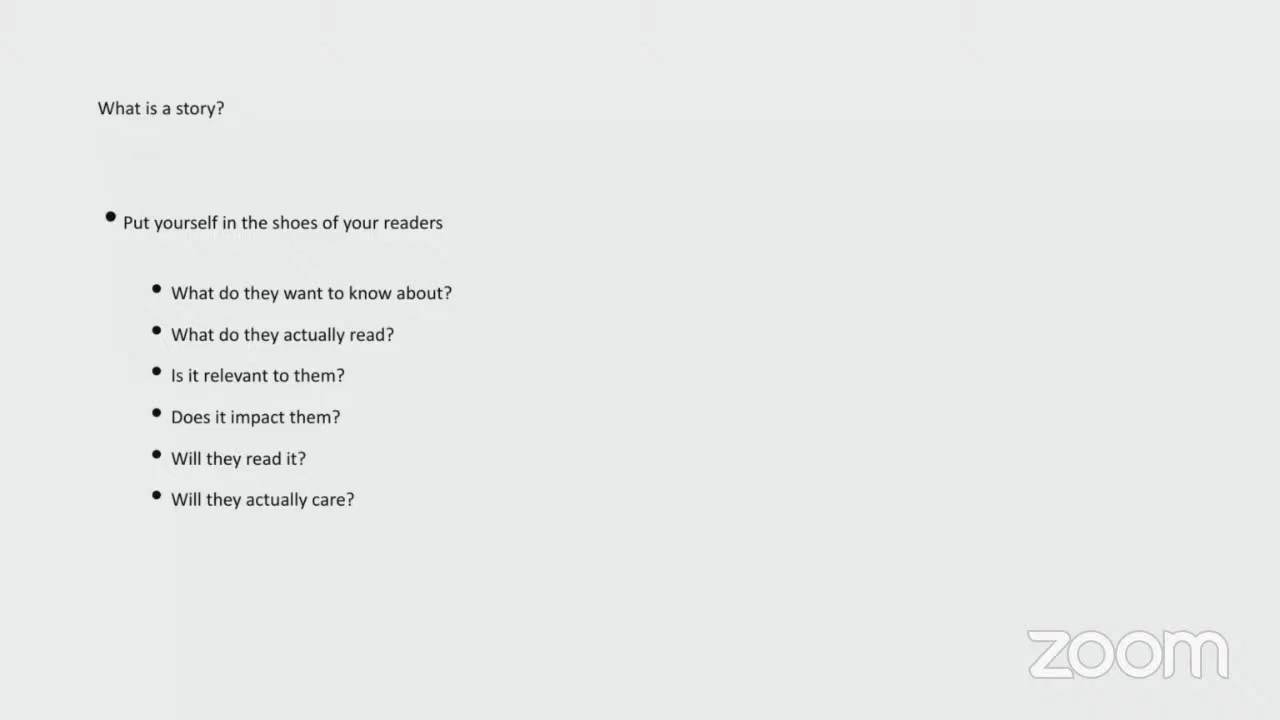 What is a story?
• Put yourself in the shoes of your readers
• What do they want to know about?
• What do they actually read?
• Is it relevant to them?
• Does it impact them?
• Will they read it?
• Will they actually care?
zoom